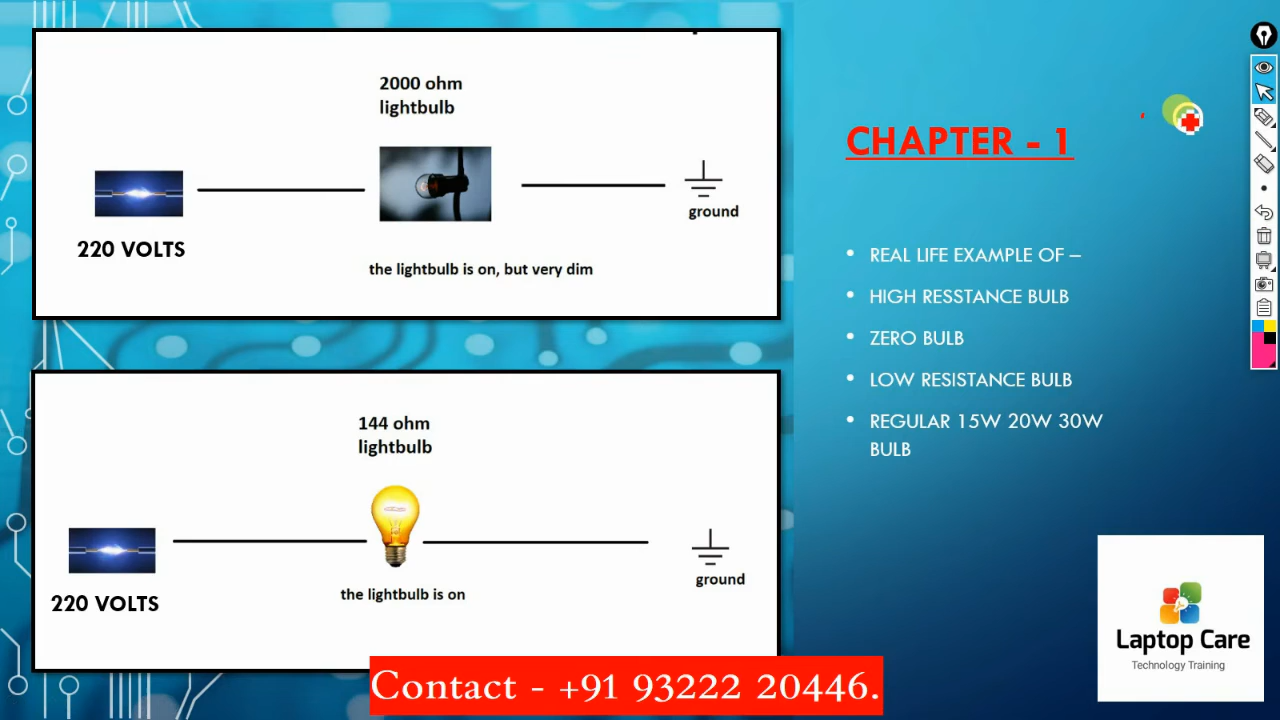 2000 ohm
lightbulb
220 VOLTS
ground
the lightbulb is on, but very dim
144 ohm
lightbulb
220 VOLTS
the lightbulb is on
ground
CHAPTER - 1
• REAL LIFE EXAMPLE OF –
• HIGH RESSTANCE BULB
• ZERO BULB
• LOW RESISTANCE BULB
• REGULAR 15W 20W 30W
BULB
Laptop Care
Technology Training
Contact - +91 93222 20446.